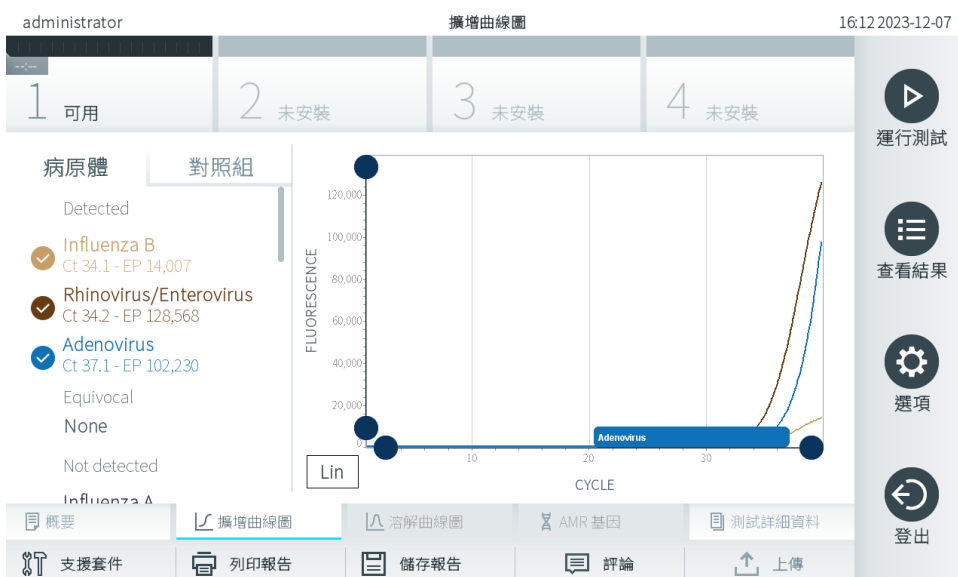 administrator
擴增曲線圖
16:12 2023-12-07
--:--
1 可用
2 未安裝
3 未安裝
4 未安裝
運行測試
查看結果
選項
登出
病原體
對照組
Detected
Influenza B
Ct 34.1 - EP 14,007
Rhinovirus/Enterovirus
Ct 34.2 - EP 128,568
Adenovirus
Ct 37.1 - EP 102,230
Equivocal
None
Not detected
Influenza A
FLUORESCENCE
120,000
100,000
80,000
60,000
40,000
20,000
0
Adenovirus
10
20
30
CYCLE
Lin
概要
擴增曲線圖
溶解曲線圖
AMR 基因
測試詳細資料
支援套件
列印報告
儲存報告
評論
上傳